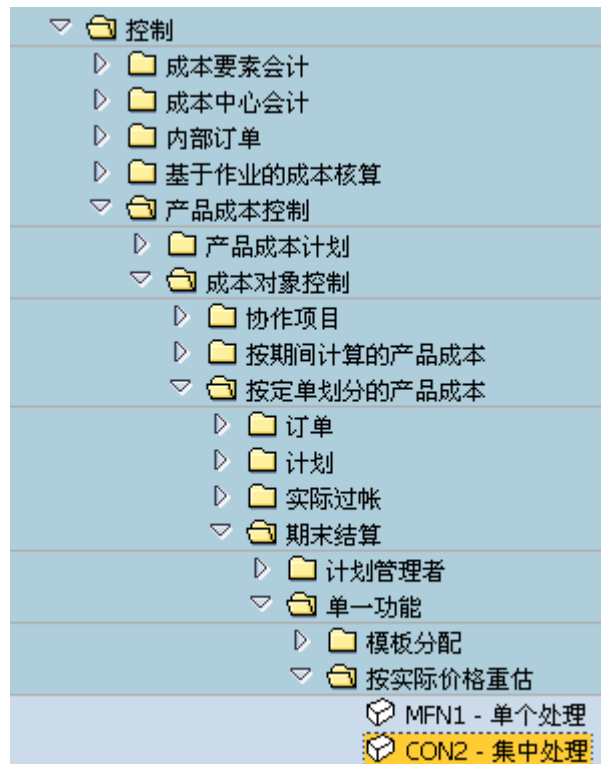 控制
成本要素会计
成本中心会计
内部订单
基于作业的成本核算
产品成本控制
产品成本计划
成本对象控制
协作项目
按期间计算的产品成本
按定单划分的产品成本
订单
计划
实际过帐
期末结算
计划管理者
单一功能
模板分配
按实际价格重估
MFN1 - 单个处理
CON2 - 集中处理